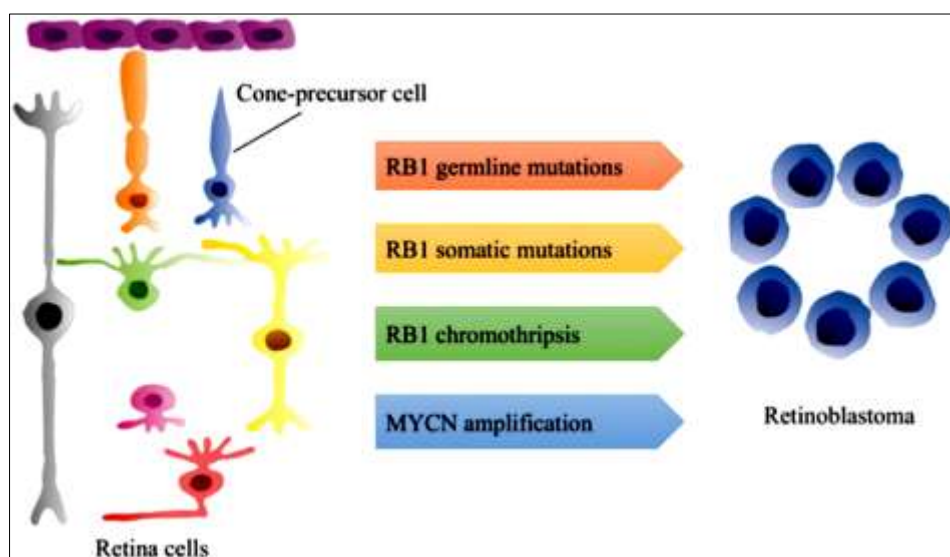 Cone-precursor cell
RB1 germline mutations
RB1 somatic mutations
RB1 chromothripsis
MYCN amplification
Retinoblastoma
Retina cells